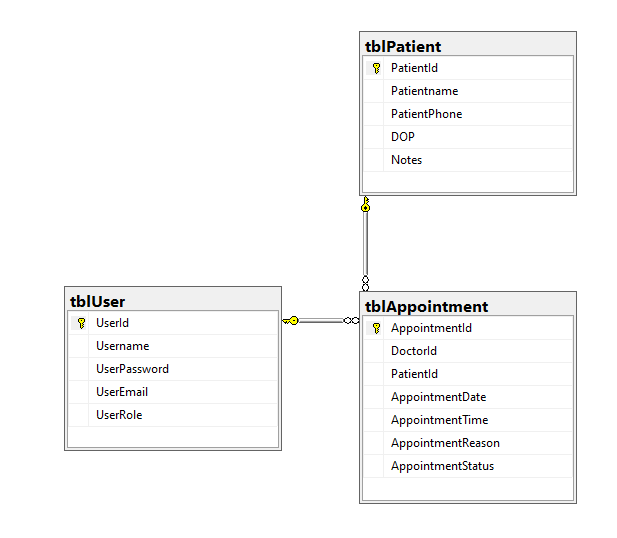 tblPatient
PatientId
Patientname
PatientPhone
DOP
Notes
tblUser
UserId
Username
UserPassword
UserEmail
UserRole
tblAppointment
AppointmentId
DoctorId
PatientId
AppointmentDate
AppointmentTime
AppointmentReason
AppointmentStatus